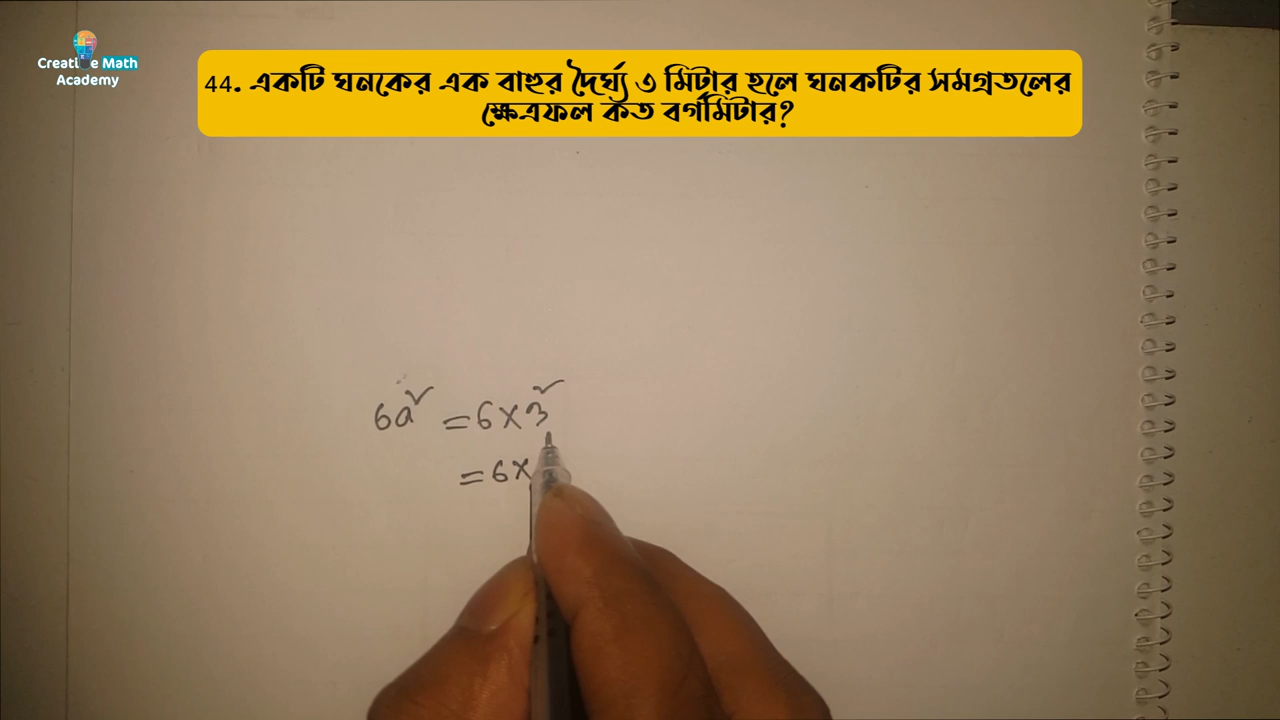 Creative Math
Academy
44. একটি ঘনকের এক বাহুর দৈর্ঘ্য ৩ মিটার হলে ঘনকটির সমগ্রতলের
ক্ষেত্রফল কত বর্গমিটার?
6a² = 6×3²
= 6×